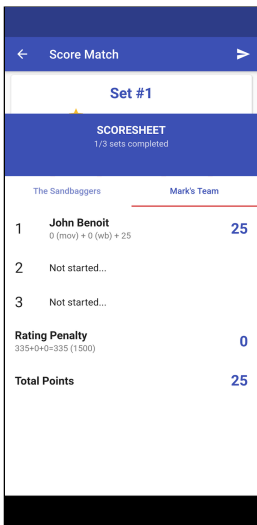 Score Match
Set #1
SCORESHEET
1/3 sets completed
The Sandbaggers
Mark's Team
1 John Benoit 25
0 (mov) + 0 (wb) + 25
2 Not started...
3 Not started...
Rating Penalty 0
335+0+0=335 (1500)
Total Points 25